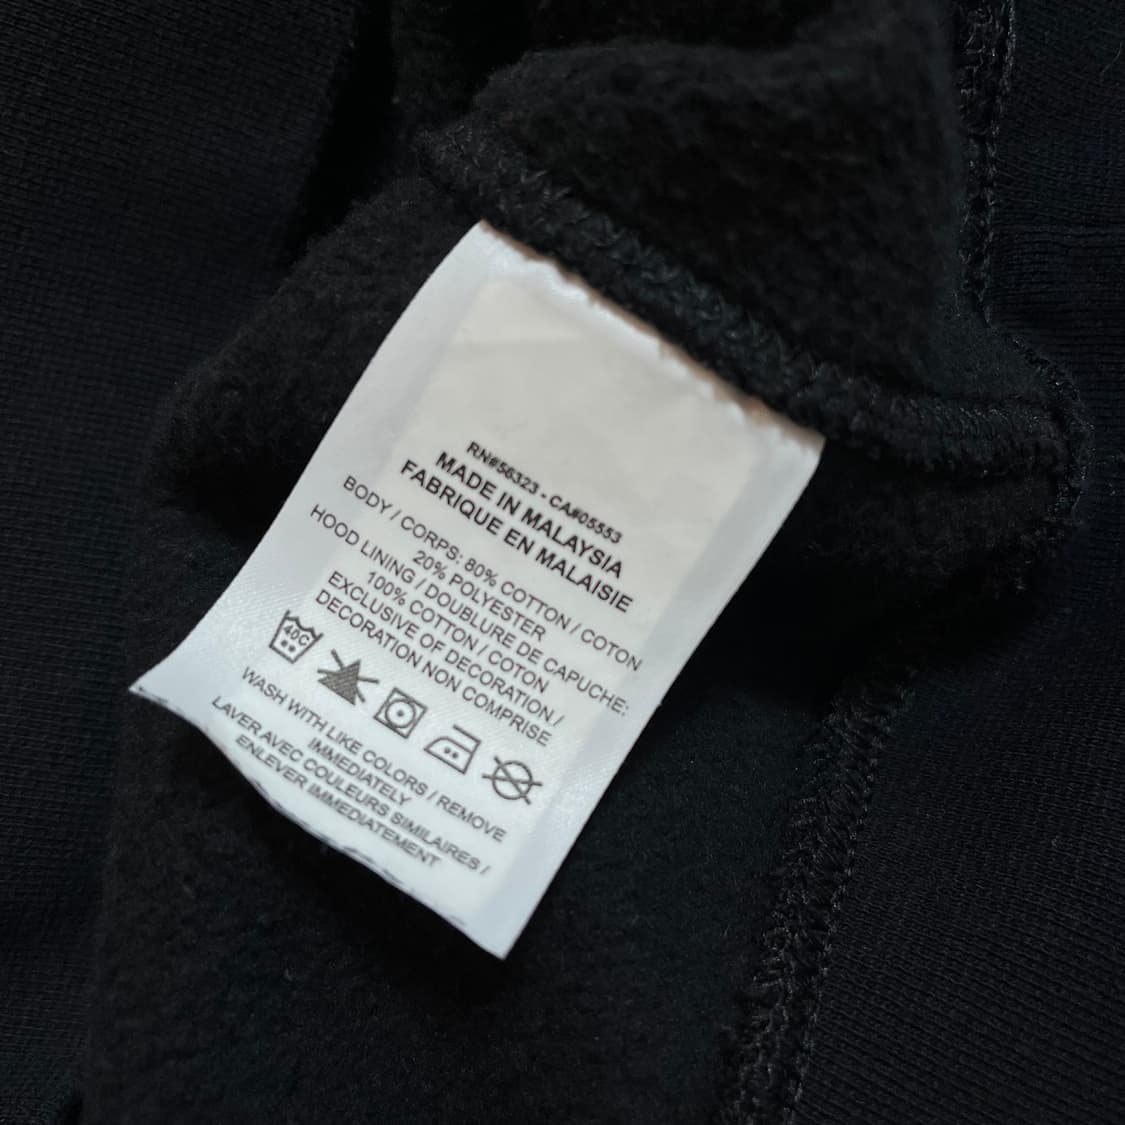 RN#56323 - CA#05553
MADE IN MALAYSIA
FABRIQUE EN MALAISIE
BODY / CORPS: 80% COTTON / COTON
20% POLYESTER
HOOD LINING / DOUBLURE DE CAPUCHE:
100% COTTON / COTON
EXCLUSIVE OF DECORATION /
DECORATION NON COMPRISE
40C
WASH WITH LIKE COLORS / REMOVE
IMMEDIATELY
LAVER AVEC COULEURS SIMILAIRES /
ENLEVER IMMEDIATEMENT